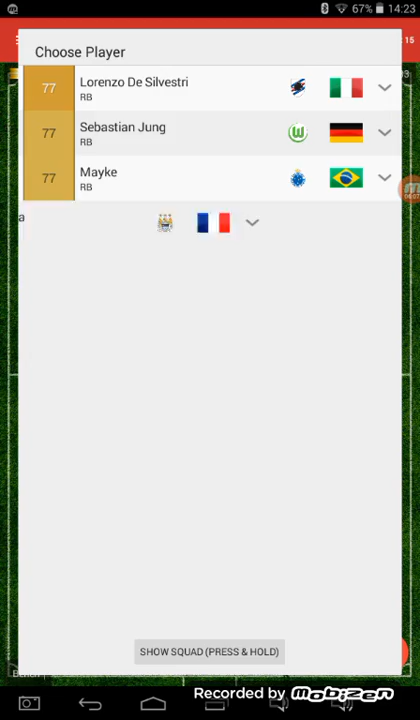 67% 14:23
Choose Player
15
77 Lorenzo De Silvestri
RB
77 Sebastian Jung
RB
77 Mayke
RB
a
SHOW SQUAD (PRESS & HOLD)
Recorded by mobizen